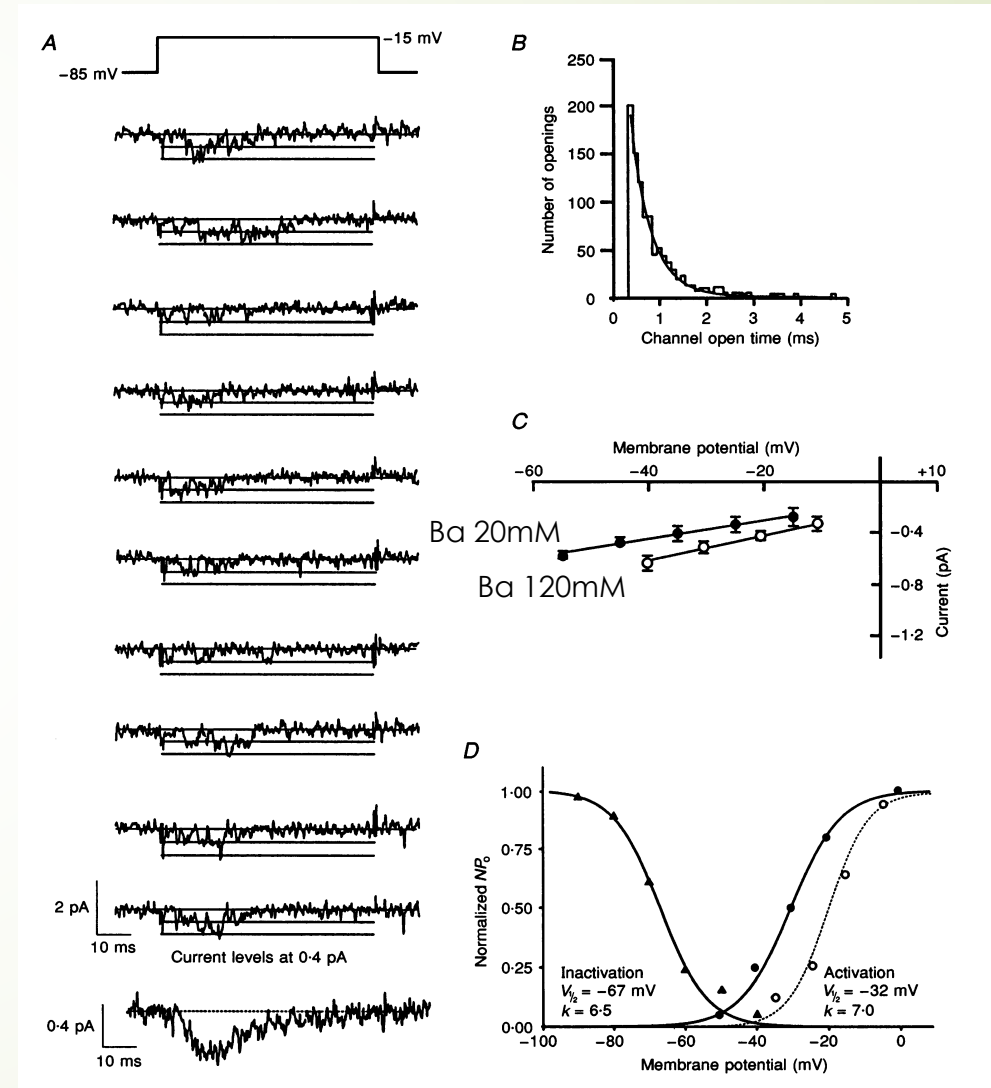 A
−15 mV
−85 mV
2 pA
10 ms
Current levels at 0·4 pA
0·4 pA
10 ms
B
250
200
150
100
50
0
Number of openings
0 1 2 3 4 5
Channel open time (ms)
C
Membrane potential (mV)
−60 −40 −20 +10
Ba 20mM
Ba 120mM
−0·4
−0·8
−1·2
Current (pA)
D
1·00
0·75
0·50
0·25
0·00
Normalized NPₒ
Inactivation
V½ = −67 mV
k = 6·5
Activation
V½ = −32 mV
k = 7·0
−100 −80 −60 −40 −20 0
Membrane potential (mV)